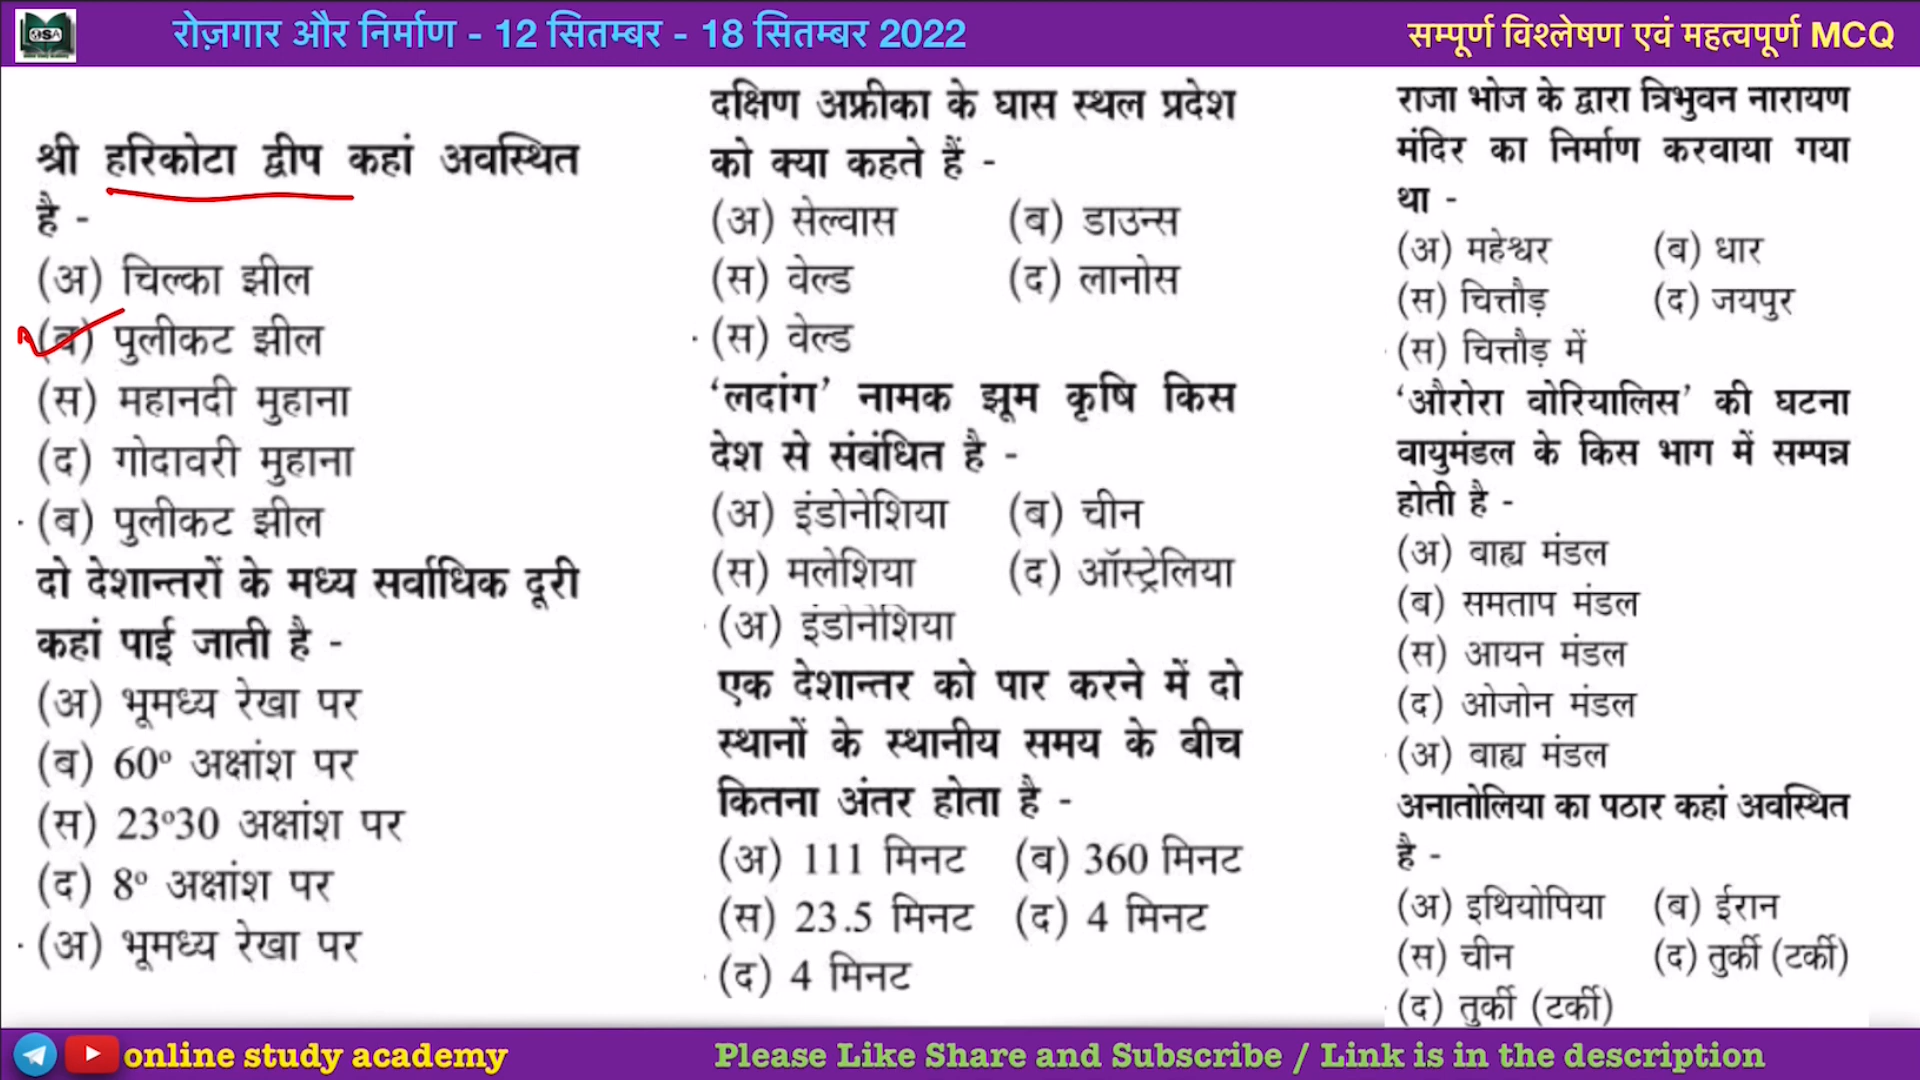 OSA
रोज़गार और निर्माण - 12 सितम्बर - 18 सितम्बर 2022
सम्पूर्ण विश्लेषण एवं महत्वपूर्ण MCQ
श्री हरिकोटा द्वीप कहां अवस्थित
है -
(अ) चिल्का झील
(ब) पुलीकट झील
(स) महानदी मुहाना
(द) गोदावरी मुहाना
(ब) पुलीकट झील
दो देशान्तरों के मध्य सर्वाधिक दूरी
कहां पाई जाती है -
(अ) भूमध्य रेखा पर
(ब) 60° अक्षांश पर
(स) 23°30 अक्षांश पर
(द) 8° अक्षांश पर
(अ) भूमध्य रेखा पर
दक्षिण अफ्रीका के घास स्थल प्रदेश
को क्या कहते हैं -
(अ) सेल्वास (ब) डाउन्स
(स) वेल्ड (द) लानोस
(स) वेल्ड
‘लदांग’ नामक झूम कृषि किस
देश से संबंधित है -
(अ) इंडोनेशिया (ब) चीन
(स) मलेशिया (द) ऑस्ट्रेलिया
(अ) इंडोनेशिया
एक देशान्तर को पार करने में दो
स्थानों के स्थानीय समय के बीच
कितना अंतर होता है -
(अ) 111 मिनट (ब) 360 मिनट
(स) 23.5 मिनट (द) 4 मिनट
(द) 4 मिनट
राजा भोज के द्वारा त्रिभुवन नारायण
मंदिर का निर्माण करवाया गया
था -
(अ) महेश्वर (ब) धार
(स) चित्तौड़ (द) जयपुर
(स) चित्तौड़ में
‘औरोरा वोरियालिस’ की घटना
वायुमंडल के किस भाग में सम्पन्न
होती है -
(अ) बाह्य मंडल
(ब) समताप मंडल
(स) आयन मंडल
(द) ओजोन मंडल
(अ) बाह्य मंडल
अनातोलिया का पठार कहां अवस्थित
है -
(अ) इथियोपिया (ब) ईरान
(स) चीन (द) तुर्की (टर्की)
(द) तुर्की (टर्की)
online study academy
Please Like Share and Subscribe / Link is in the description